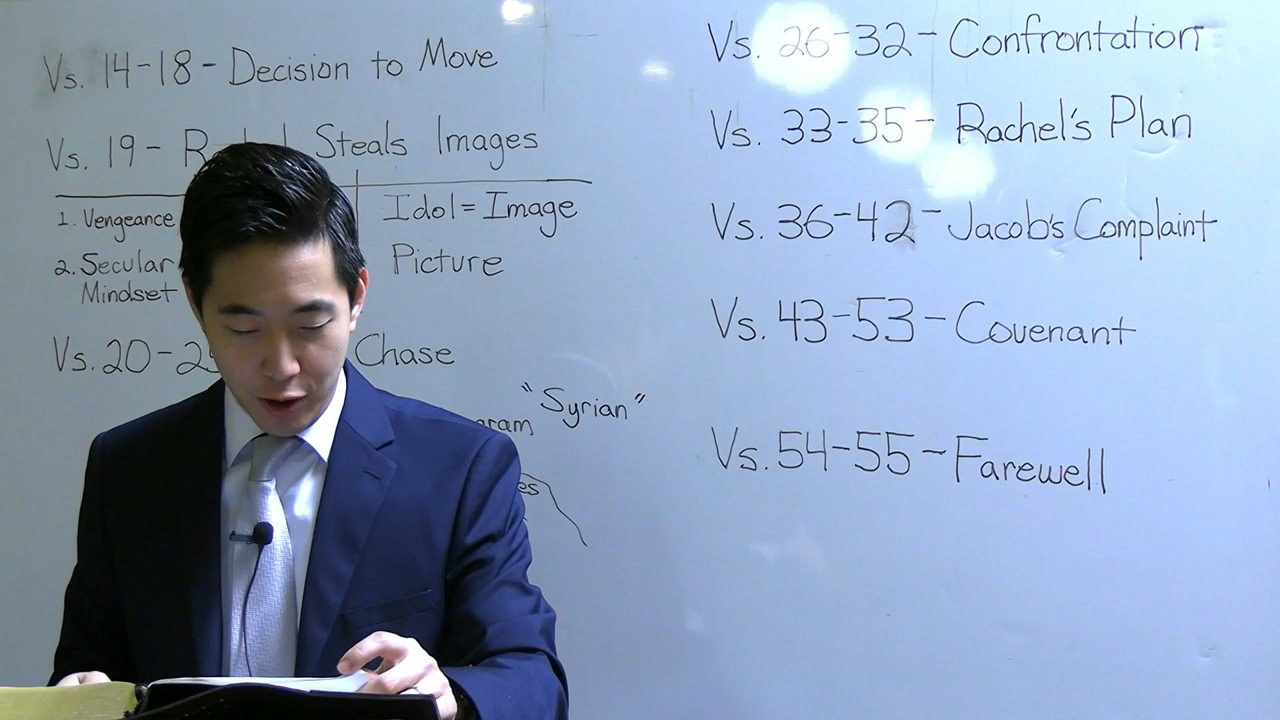 Vs. 14-18 - Decision to Move
Vs. 19 - Steals Images
1. Vengeance
2. Secular
Mindset
Idol = Image
Picture
Vs. 20- Chase
"Syrian"
Vs. 26-32 - Confrontation
Vs. 33-35 - Rachel's Plan
Vs. 36-42 - Jacob's Complaint
Vs. 43-53 - Covenant
Vs. 54-55 - Farewell